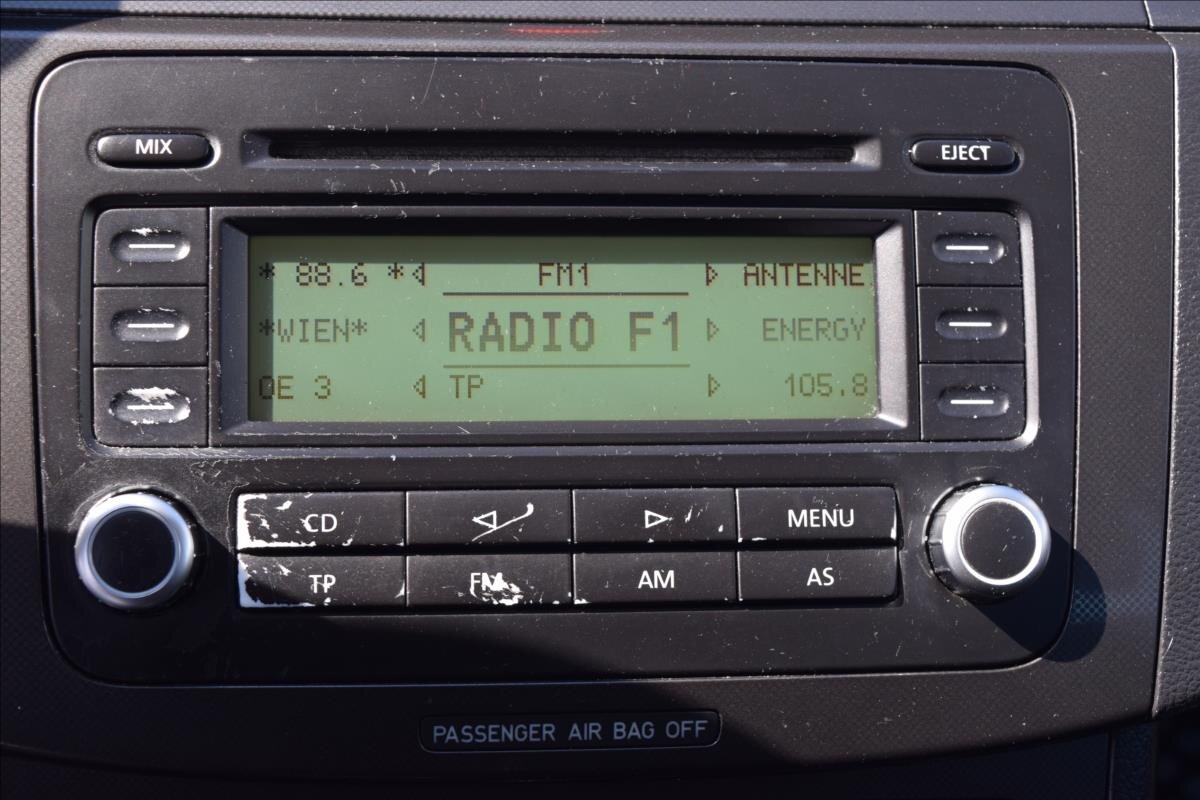 MIX
EJECT
* 88.6 * FM1 ANTENNE
*WIEN* RADIO F1 ENERGY
OE 3 TP 105.8
CD MENU
TP FM AM AS
PASSENGER AIR BAG OFF